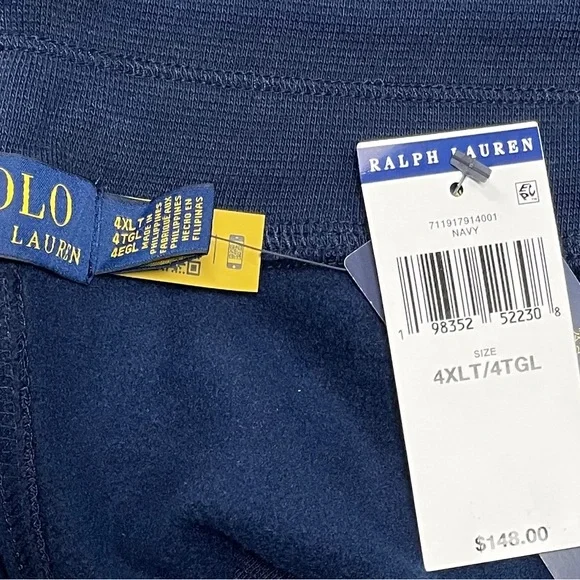 OLO
LAUREN
4XLT
4TGL
4EGL
MADE IN
PHILIPPINES
FABRIQUÉ AUX
PHILIPPINES
HECHO EN
FILIPINAS
RALPH LAUREN
711917914001
NAVY
1 98352 52230 8
SIZE
4XLT/4TGL
$148.00